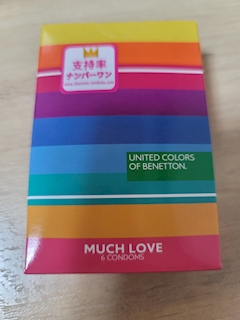 支持率
ナンバーワン
UNITED COLORS
OF BENETTON.
MUCH LOVE
6 CONDOMS